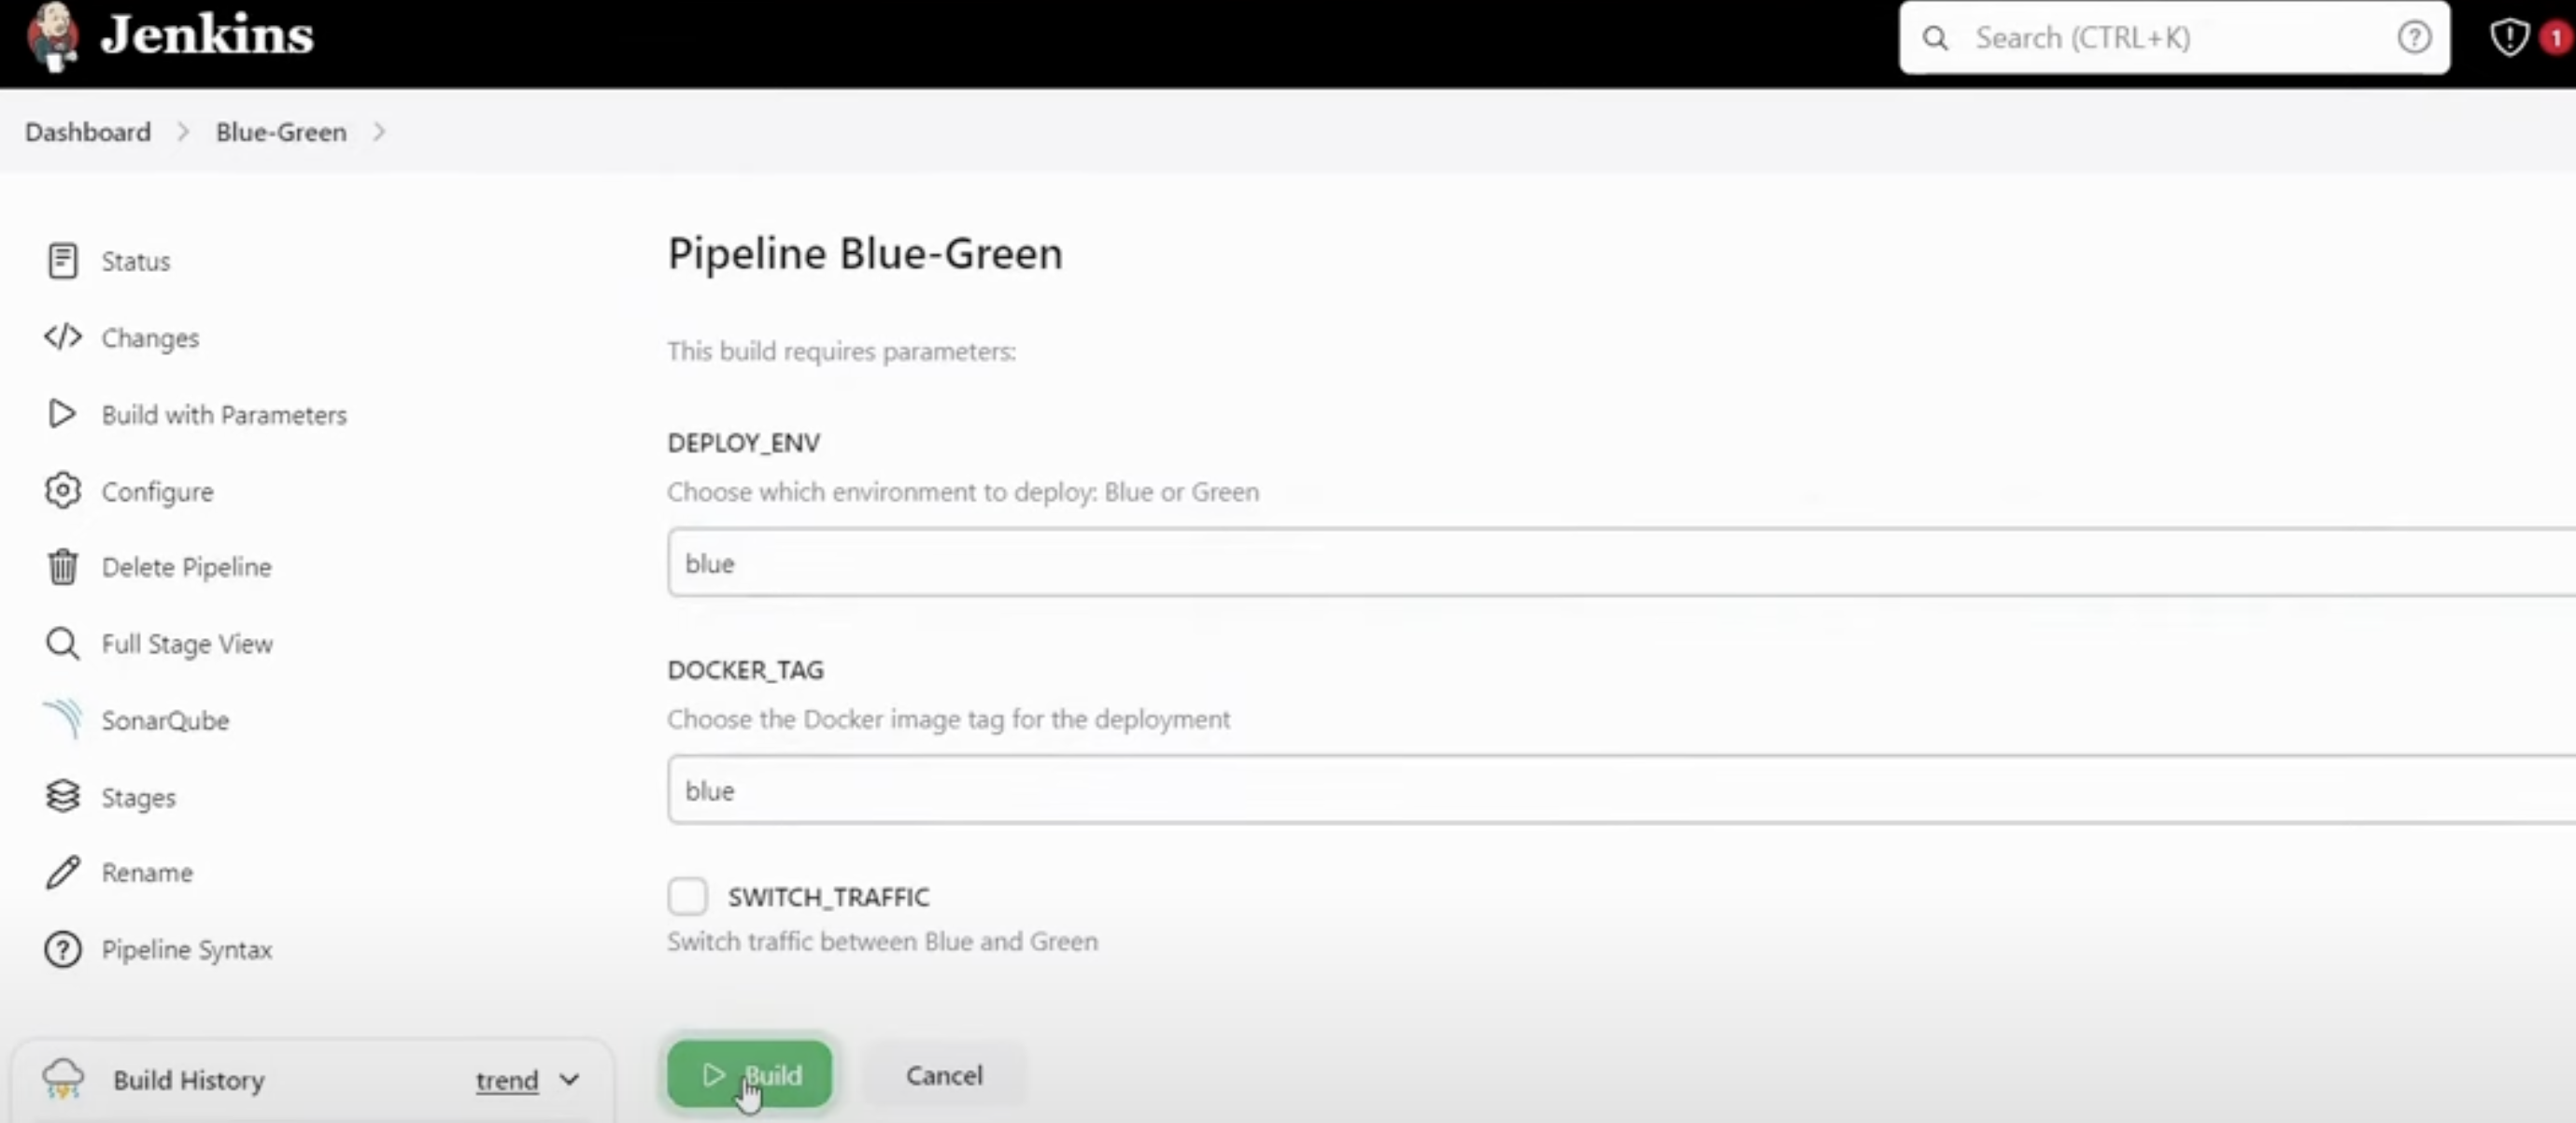 Jenkins
Search (CTRL+K)
1
Dashboard
Blue-Green
Status
Changes
Build with Parameters
Configure
Delete Pipeline
Full Stage View
SonarQube
Stages
Rename
Pipeline Syntax
Build History
trend
Pipeline Blue-Green
This build requires parameters:
DEPLOY_ENV
Choose which environment to deploy: Blue or Green
blue
DOCKER_TAG
Choose the Docker image tag for the deployment
blue
SWITCH_TRAFFIC
Switch traffic between Blue and Green
Build
Cancel